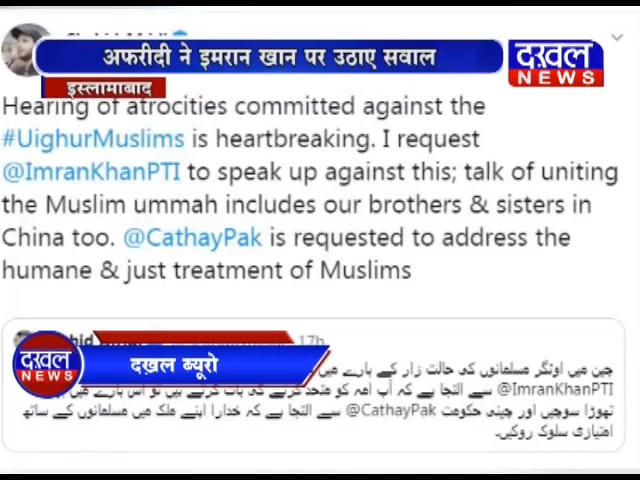 अफरीदी ने इमरान खान पर उठाए सवाल
दखल
NEWS
इस्लामाबाद
Hearing of atrocities committed against the
#UighurMuslims is heartbreaking. I request
@ImranKhanPTI to speak up against this; talk of uniting
the Muslim ummah includes our brothers & sisters in
China too. @CathayPak is requested to address the
humane & just treatment of Muslims
17h
چین میں اوئگر مسلمانوں کی حالت زار کے بارے میں
@ImranKhanPTI سے التجا ہے کہ آپ امہ کو متحد کرنے کی بات کرتے ہیں تو اس بارے میں
تھوڑا سوچیں اور چینی حکومت @CathayPak سے التجا ہے کہ خدارا اپنے ملک میں مسلمانوں کے ساتھ
امتیازی سلوک روکیں۔
दखल
NEWS
दखल ब्यूरो